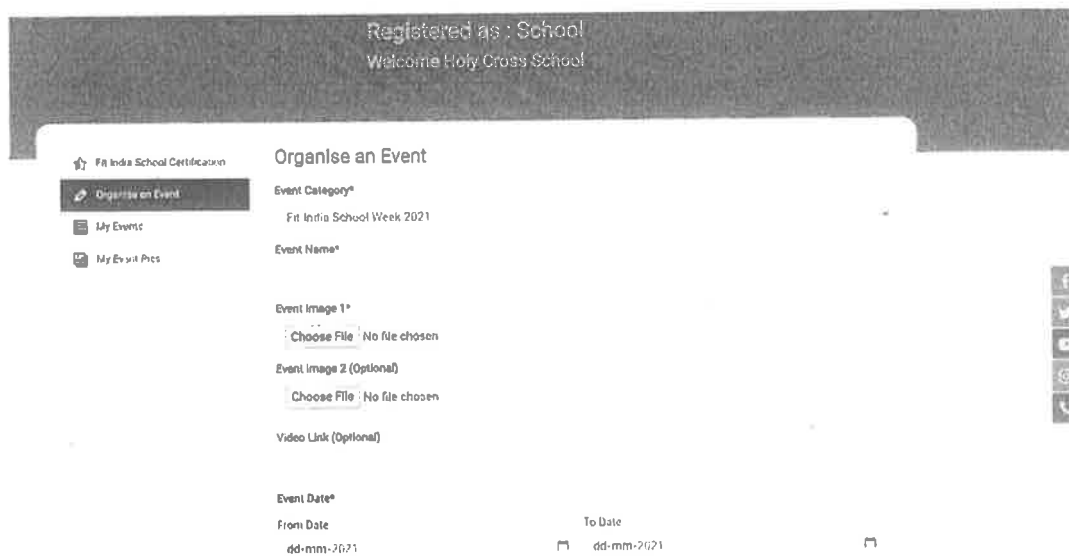 Registered as : School
Welcome Holy Cross School
Fit India School Certification
Organise an Event
My Events
My Event Pics
Organise an Event
Event Category*
Fit India School Week 2021
Event Name*
Event Image 1*
Choose File No file chosen
Event Image 2 (Optional)
Choose File No file chosen
Video Link (Optional)
Event Date*
From Date To Date
dd-mm-2021 dd-mm-2021